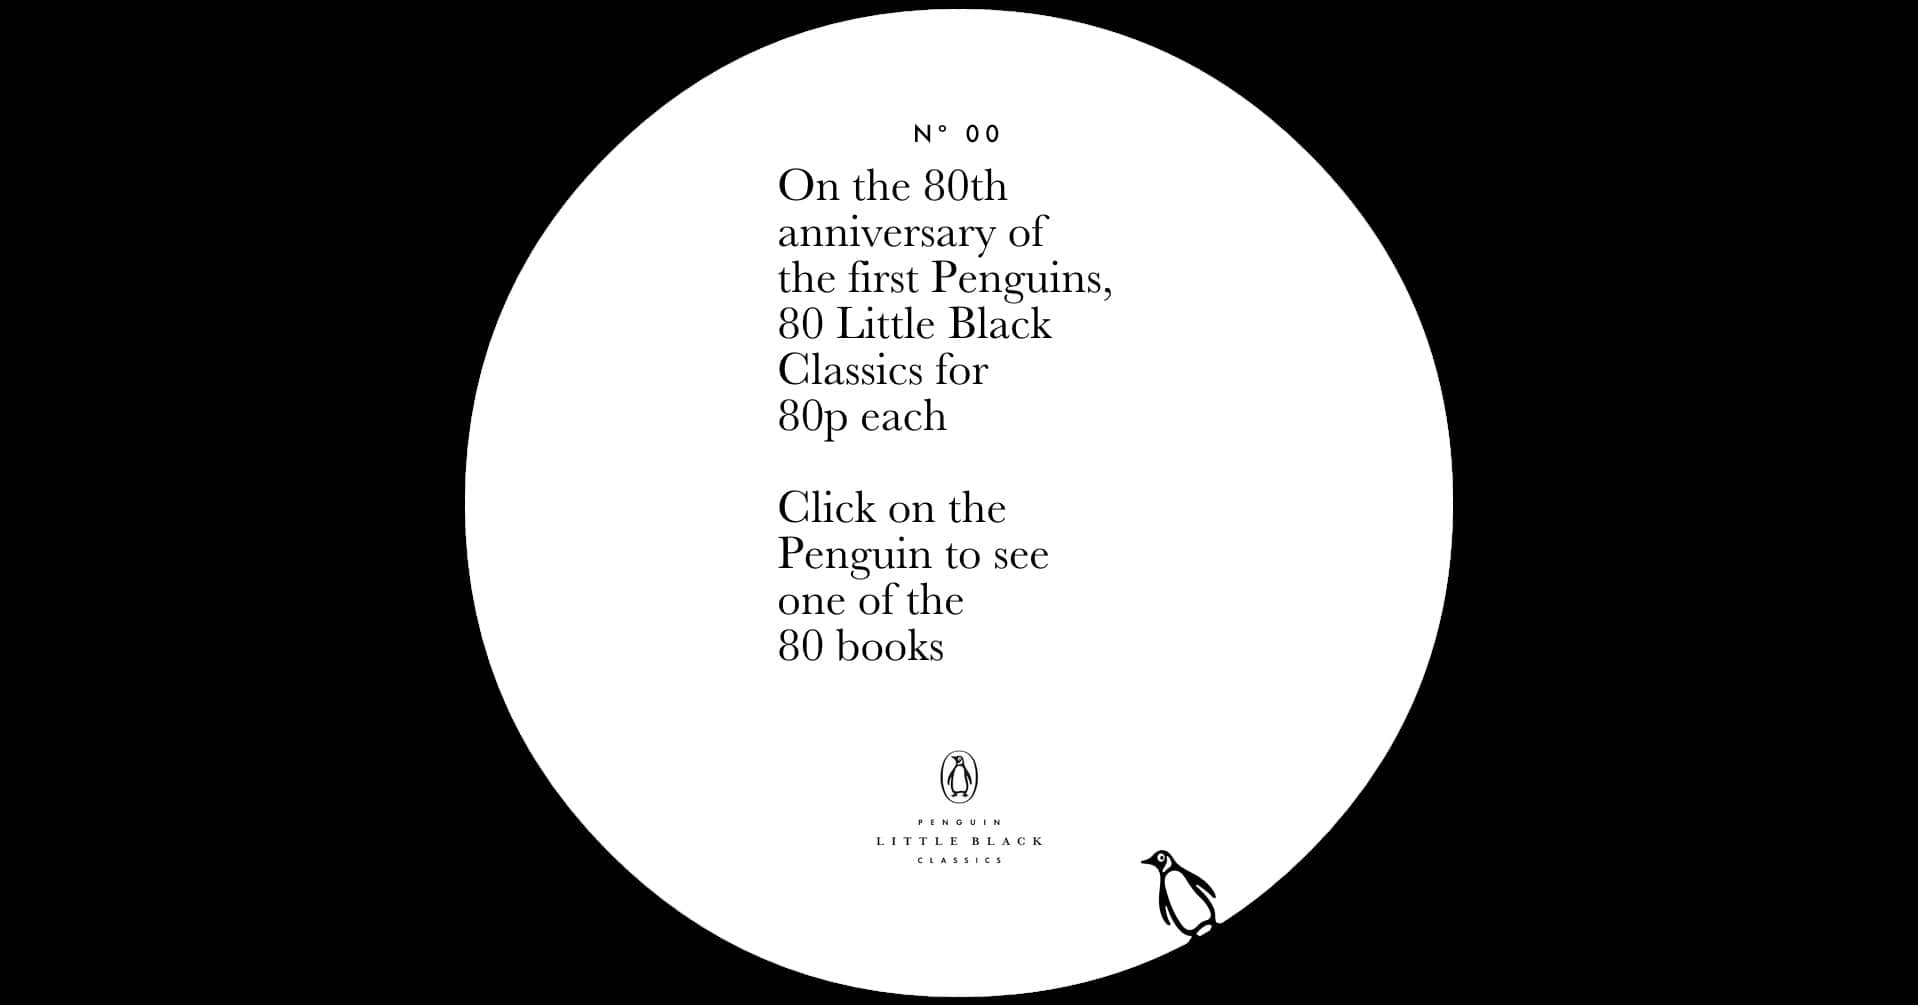 N° 00
On the 80th
anniversary of
the first Penguins,
80 Little Black
Classics for
80p each
Click on the
Penguin to see
one of the
80 books
PENGUIN
LITTLE BLACK
CLASSICS